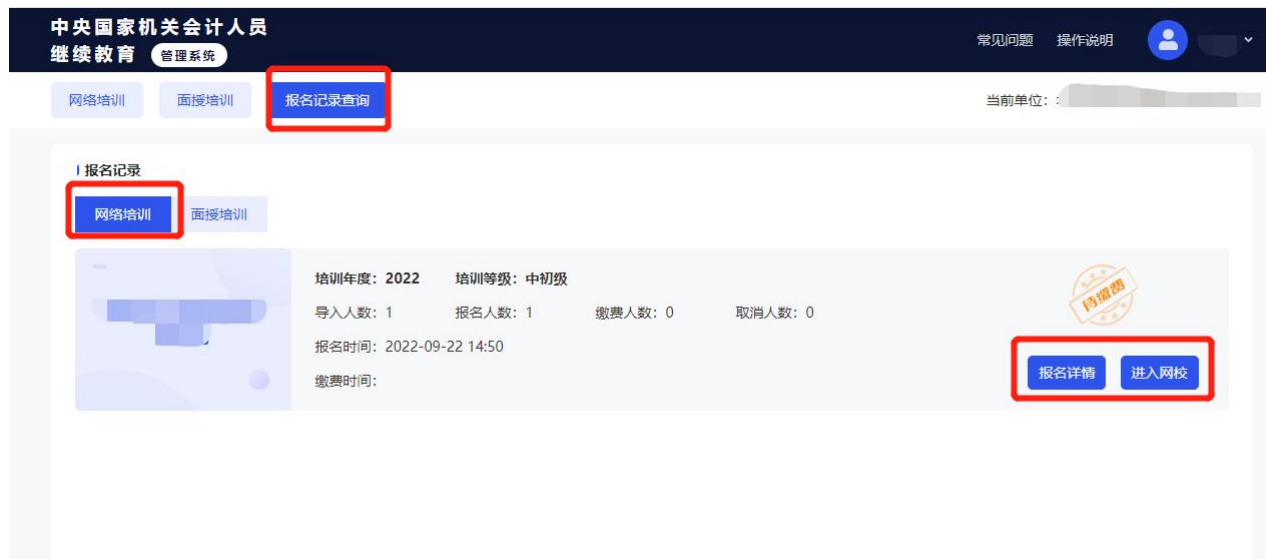 中央国家机关会计人员
继续教育 管理系统
常见问题 操作说明
网络培训 面授培训 报名记录查询
当前单位：
报名记录
网络培训 面授培训
培训年度：2022 培训等级：中初级
导入人数：1 报名人数：1 缴费人数：0 取消人数：0
报名时间：2022-09-22 14:50
缴费时间：
待缴费
报名详情 进入网校